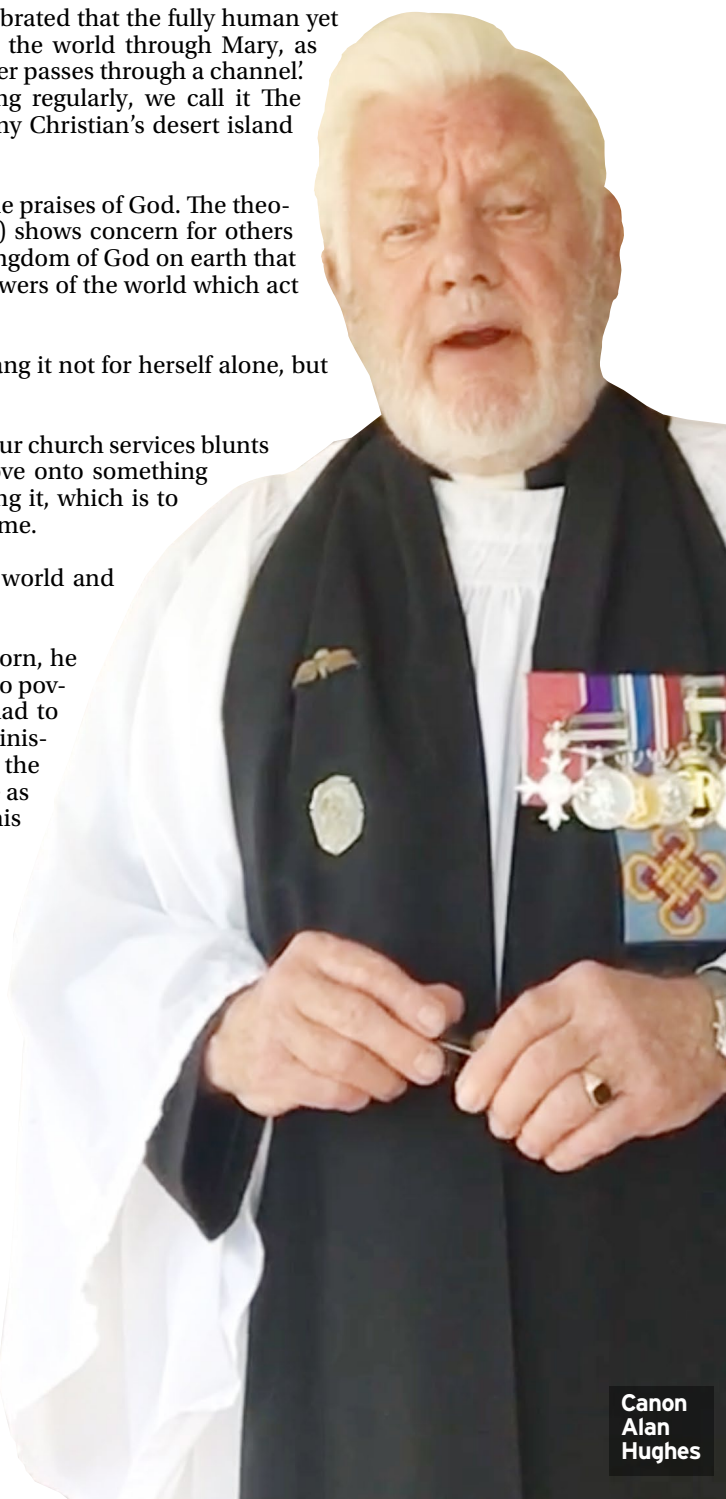 brated that the fully human yet
the world through Mary, as
er passes through a channel'.
ng regularly, we call it The
ny Christian's desert island
e praises of God. The theo-
) shows concern for others
ngdom of God on earth that
wers of the world which act
ang it not for herself alone, but
ur church services blunts
ove onto something
ng it, which is to
me.
world and
orn, he
o pov-
ad to
inis-
the
as
his
Canon
Alan
Hughes